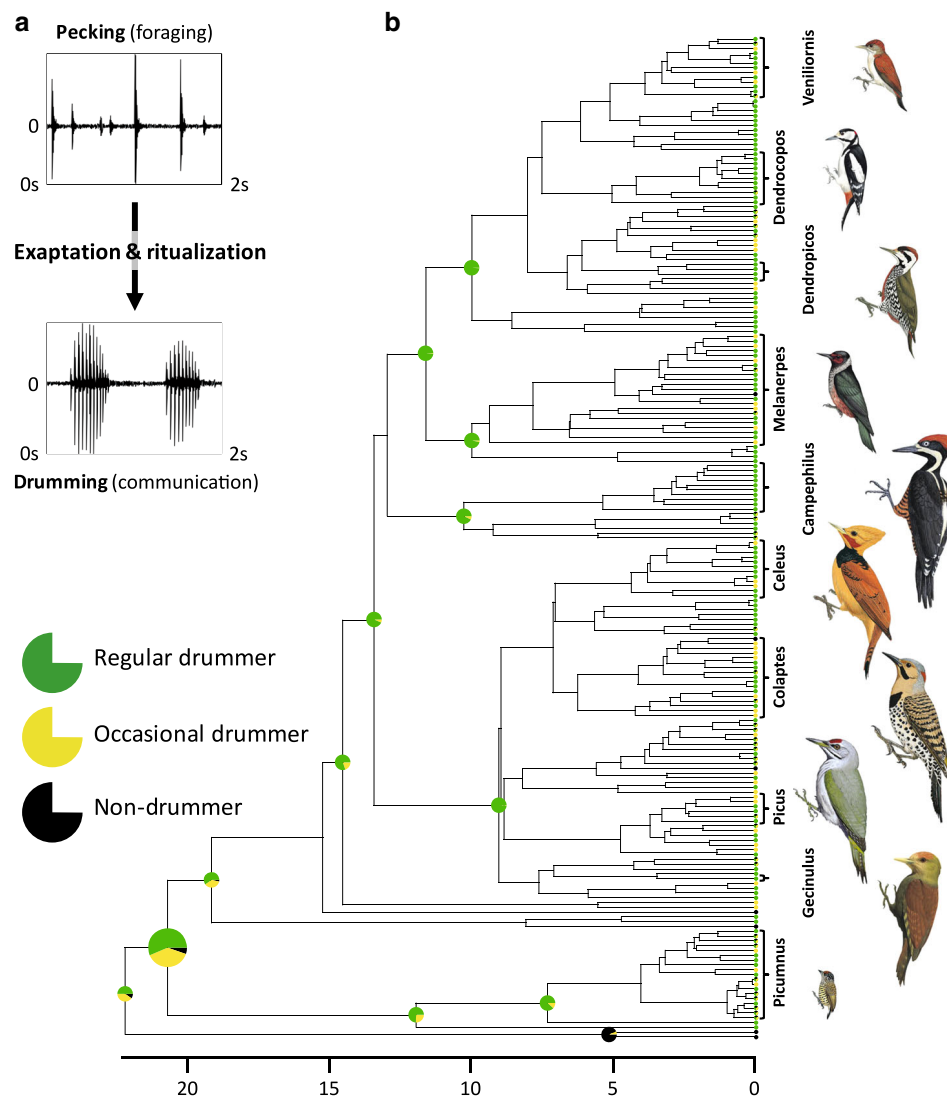 a
Pecking (foraging)
0
0s 2s
Exaptation & ritualization
0
0s 2s
Drumming (communication)
Regular drummer
Occasional drummer
Non-drummer
b
Veniliornis
Dendrocopos
Dendropicos
Melanerpes
Campephilus
Celeus
Colaptes
Picus
Gecinulus
Picumnus
20 15 10 5 0